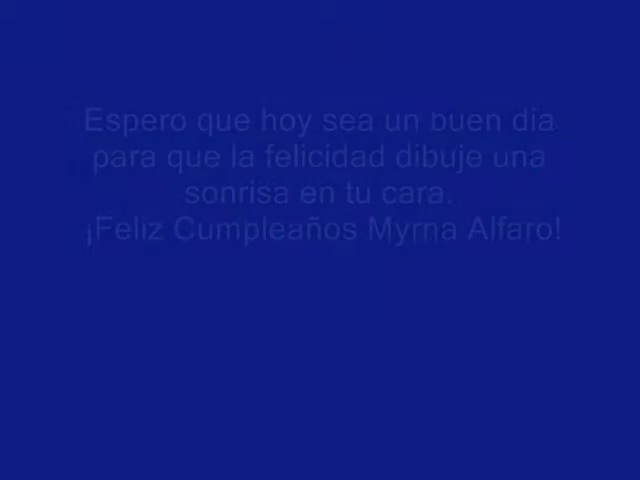 Espero que hoy sea un buen día
para que la felicidad dibuje una
sonrisa en tu cara.
¡Feliz Cumpleaños Myrna Alfaro!